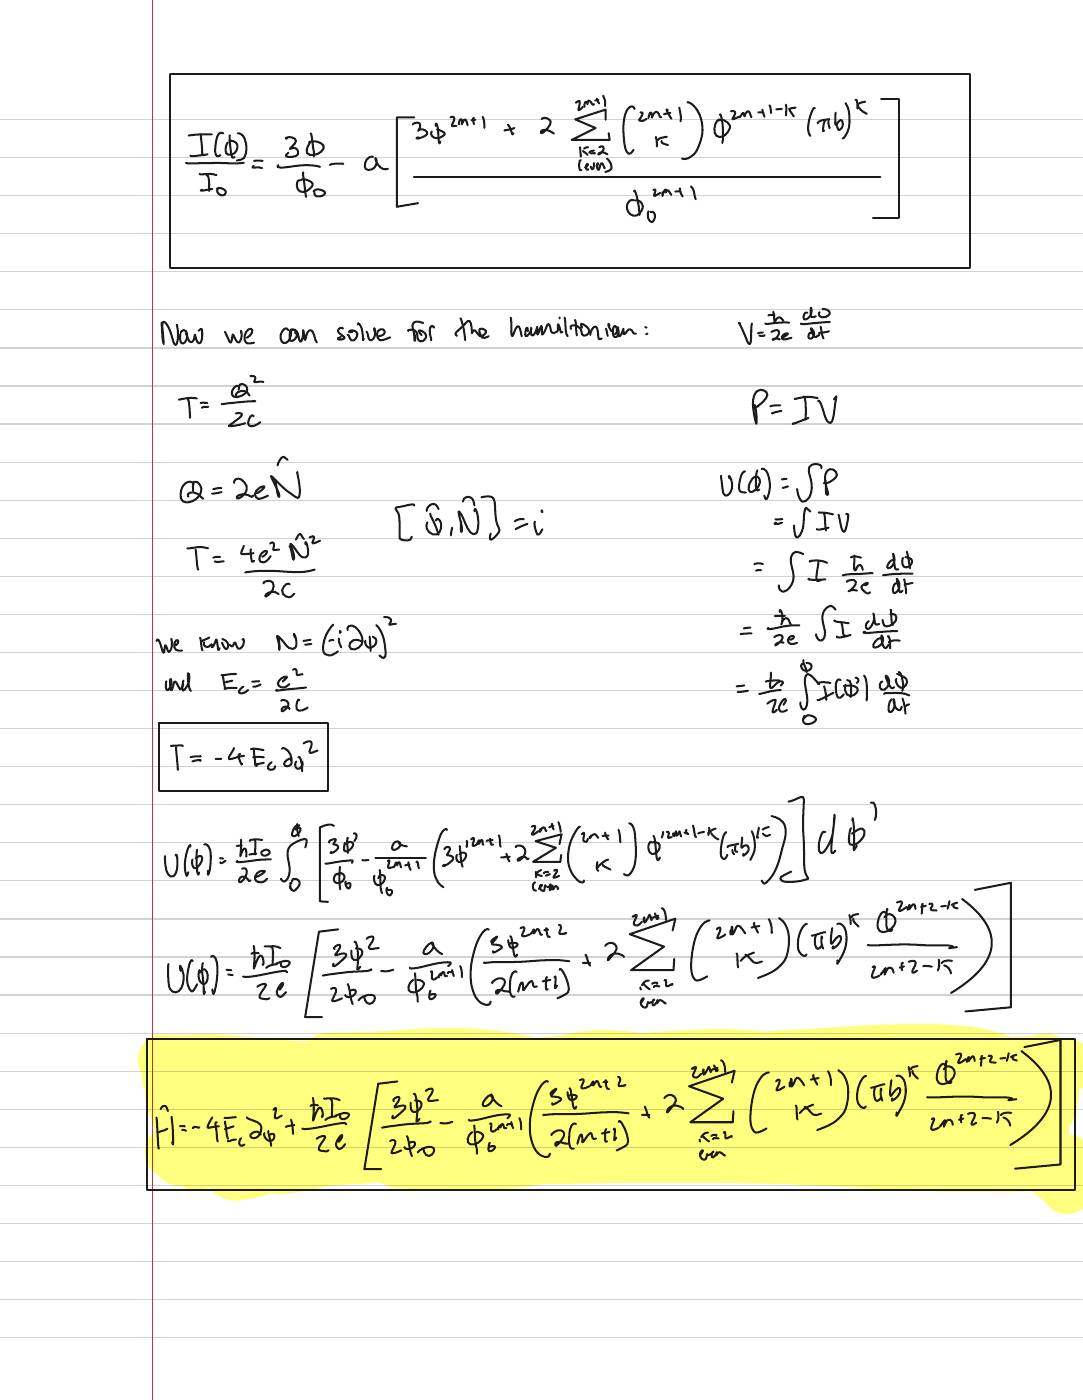 I(ϕ)/I₀ = 3ϕ/ϕ₀ - a [ (3ϕ^(2n+1) + 2 Σ_(k=2 (even))^(2n+1) (2n+1 choose k) ϕ^(2n+1-k) (πb)^k) / ϕ₀^(2n+1) ]
Now we can solve for the hamiltonian:
T = Q²/2c
Q = 2e N̂
[ϕ̂, N̂] = i
T = 4e² N̂² / 2c
we know N = (-i∂ϕ)²
and E_c = e²/2c
T = -4 E_c ∂ϕ²
V = ħ/2e dϕ/dt
P = IV
U(ϕ) = ∫P
= ∫IV
= ∫ I ħ/2e dϕ/dt
= ħ/2e ∫ I dϕ/dt
= ħ/2e ∫₀^ϕ I(ϕ') dϕ/dt
U(ϕ) = ħI₀/2e ∫₀^ϕ [ 3ϕ'/ϕ₀ - a/ϕ₀^(2n+1) ( 3ϕ'^(2n+1) + 2 Σ_(k=2 (even)^(2n+1) (2n+1 choose k) ϕ'^(2n+1-k) (πb)^k ) ] dϕ'
U(ϕ) = ħI₀/2e [ 3ϕ²/2ϕ₀ - a/ϕ₀^(2n+1) ( 3ϕ^(2n+2)/2(n+1) + 2 Σ_(k=2 even)^(2n+1) (2n+1 choose k) (πb)^k ϕ^(2n+2-k)/(2n+2-k) ) ]
Ĥ = -4 E_c ∂ϕ² + ħI₀/2e [ 3ϕ²/2ϕ₀ - a/ϕ₀^(2n+1) ( 3ϕ^(2n+2)/2(n+1) + 2 Σ_(k=2 even)^(2n+1) (2n+1 choose k) (πb)^k ϕ^(2n+2-k)/(2n+2-k) ) ]